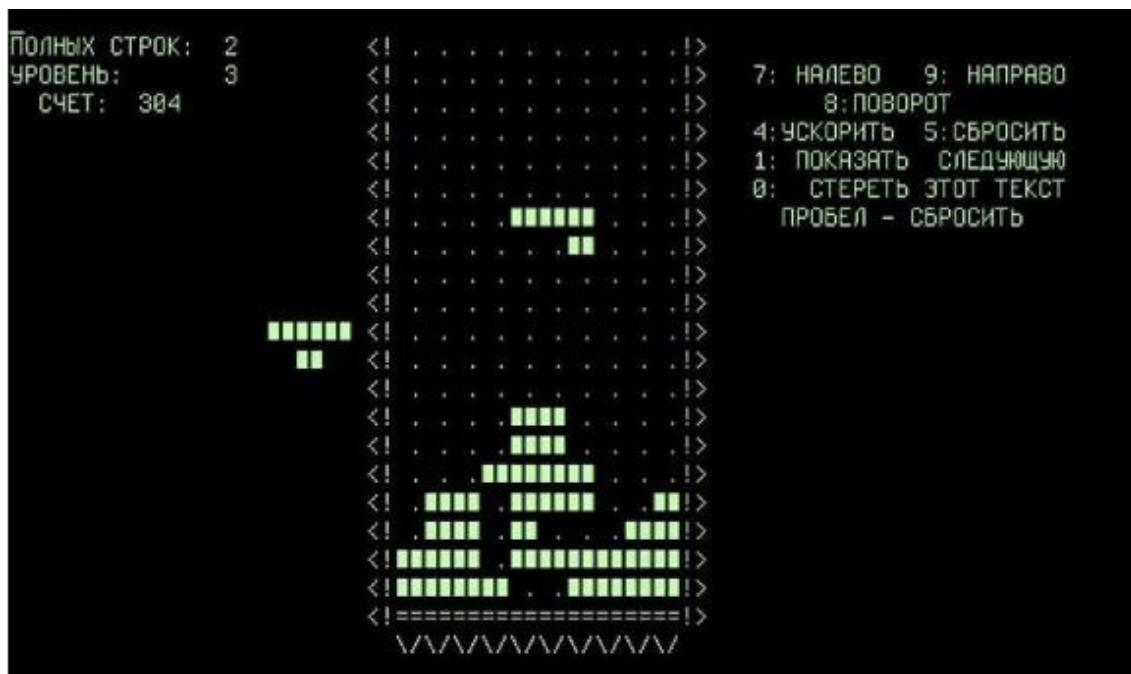 ПОЛНЫХ СТРОК: 2
УРОВЕНЬ: 3
СЧЕТ: 304
7: НАЛЕВО 9: НАПРАВО
8:ПОВОРОТ
4:УСКОРИТЬ 5:СБРОСИТЬ
1: ПОКАЗАТЬ СЛЕДУЮЩУЮ
0: СТЕРЕТЬ ЭТОТ ТЕКСТ
ПРОБЕЛ - СБРОСИТЬ